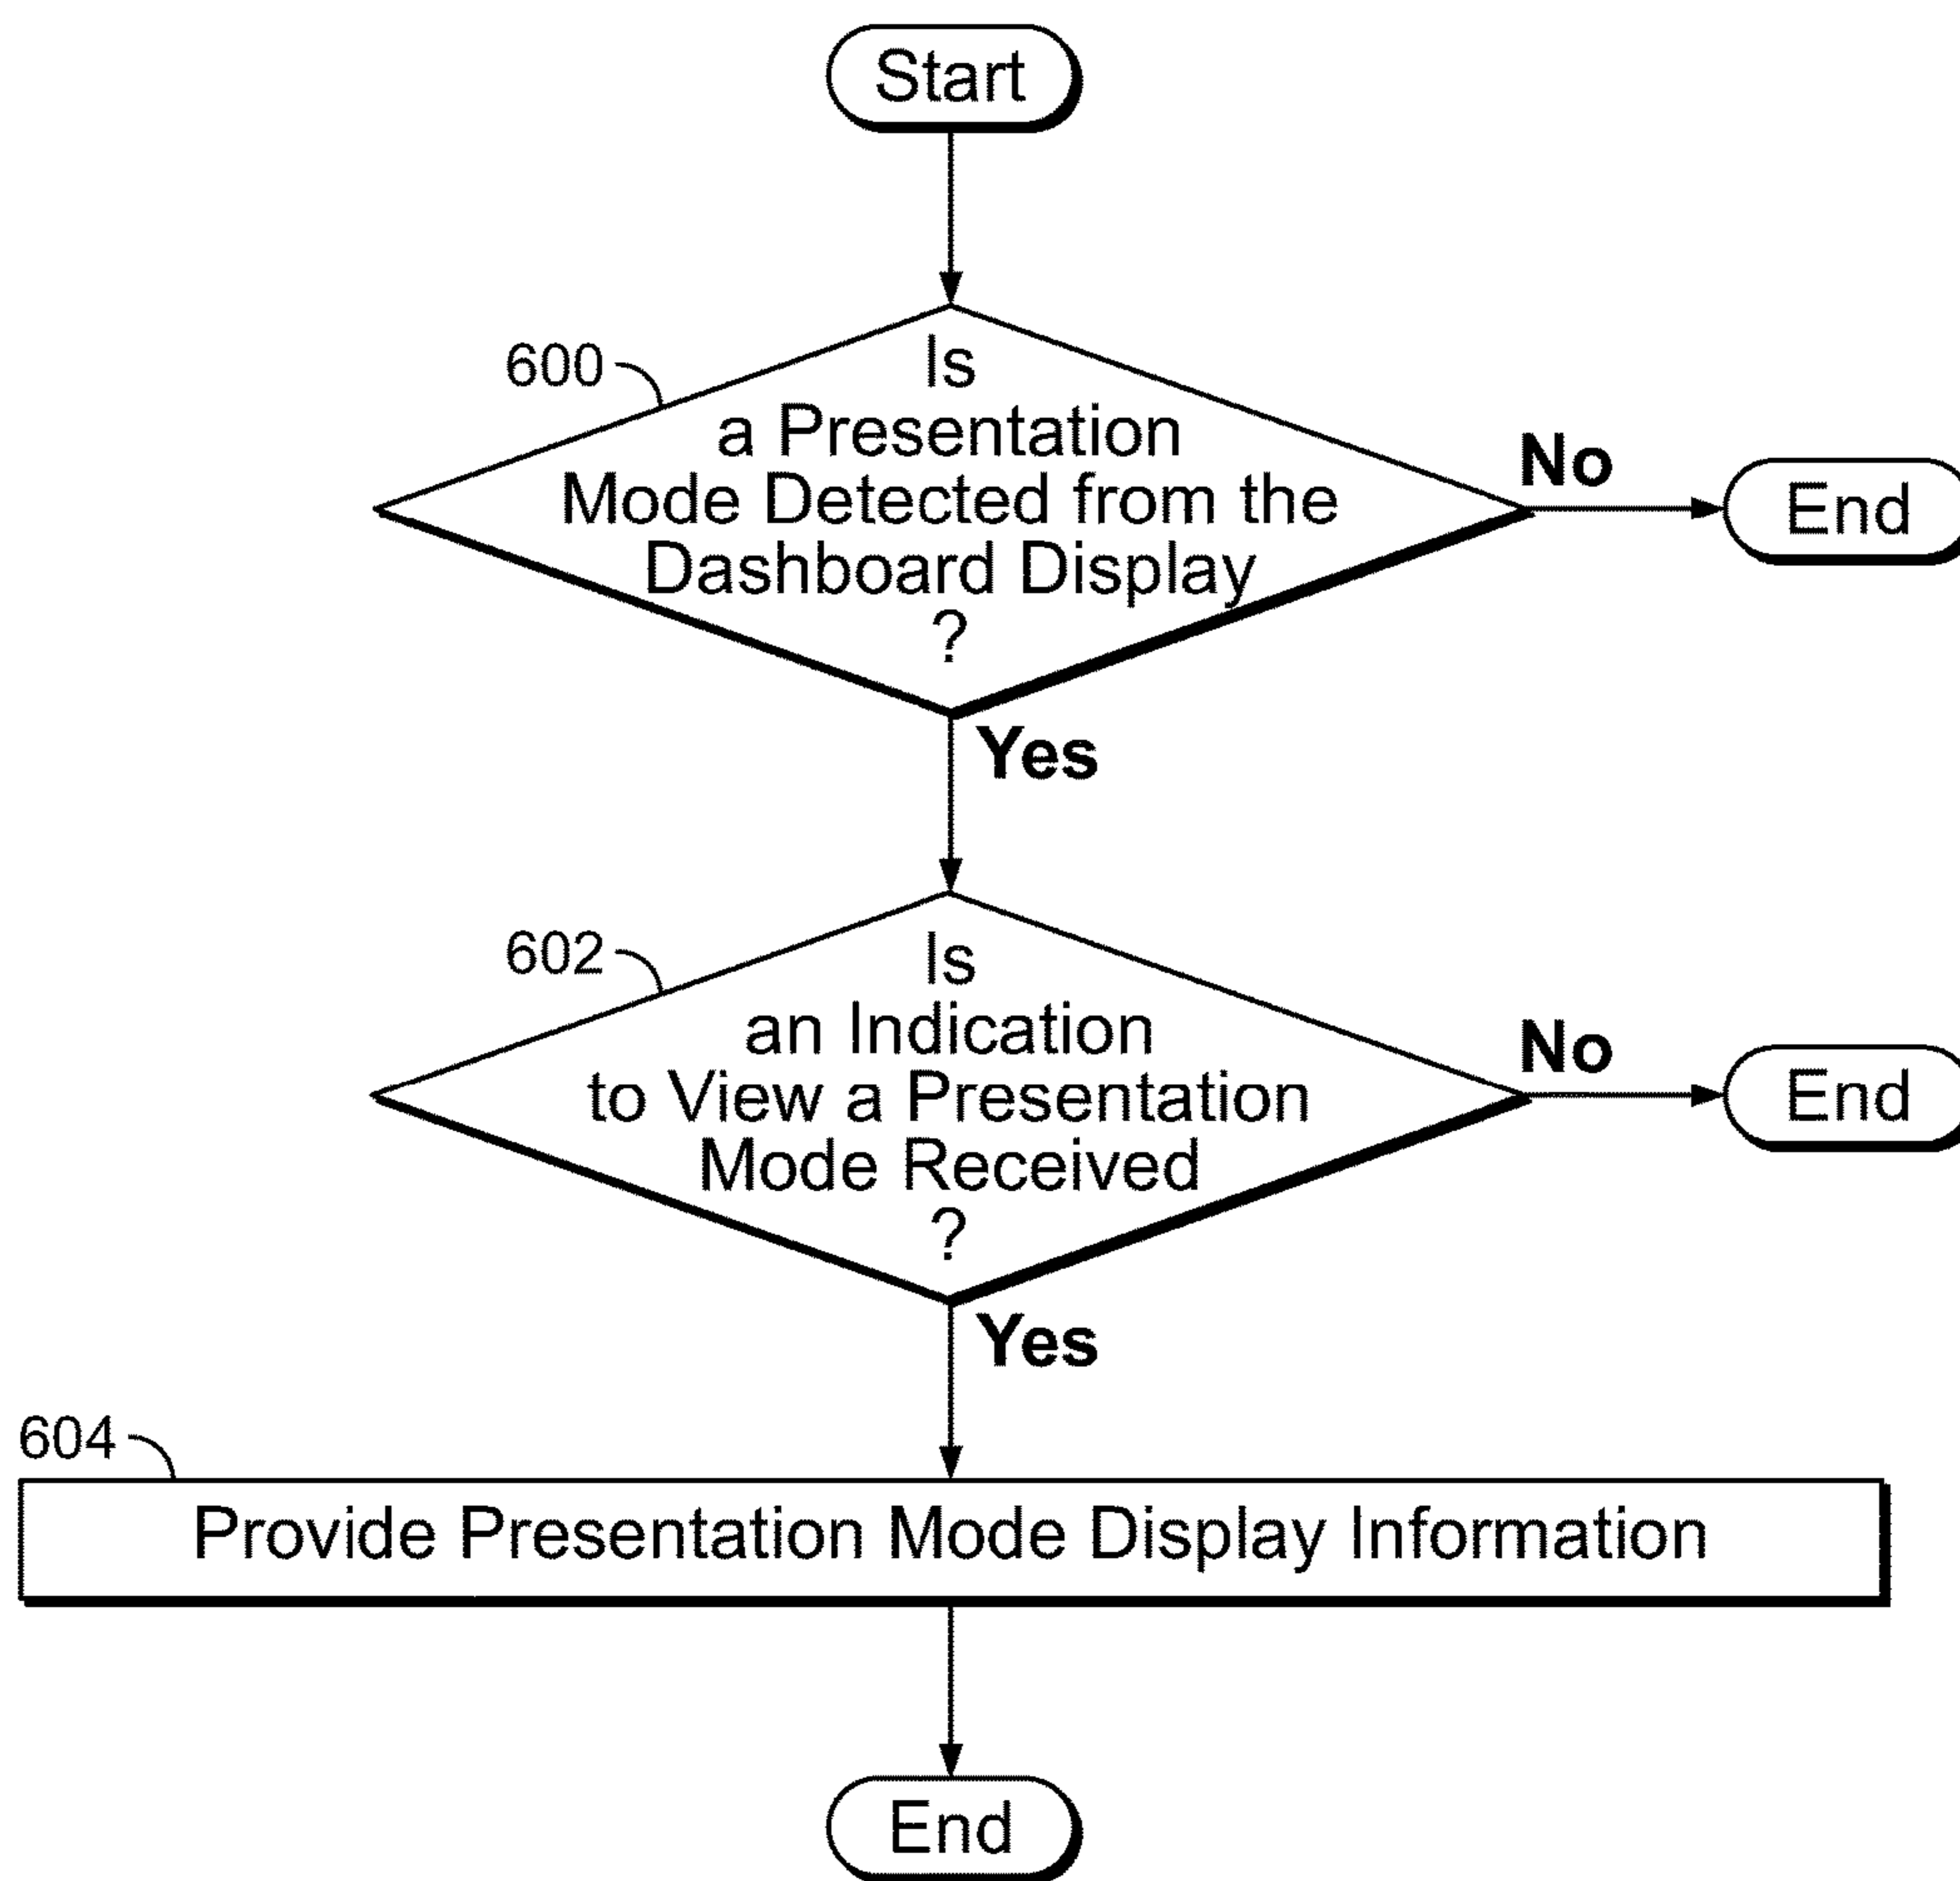 Start
600
Is
a Presentation
Mode Detected from the
Dashboard Display
?
No
End
Yes
602
Is
an Indication
to View a Presentation
Mode Received
?
No
End
Yes
604
Provide Presentation Mode Display Information
End